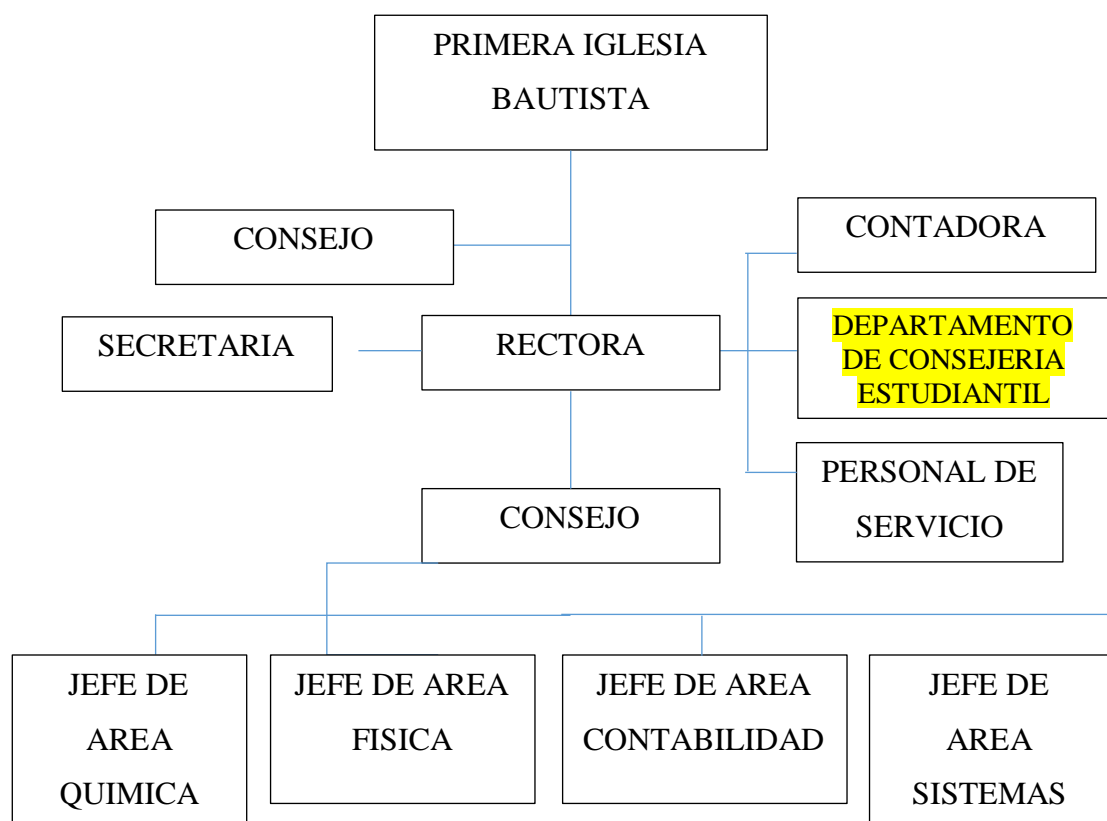 PRIMERA IGLESIA
BAUTISTA
CONSEJO
CONTADORA
SECRETARIA
RECTORA
DEPARTAMENTO
DE CONSEJERIA
ESTUDIANTIL
PERSONAL DE
SERVICIO
CONSEJO
JEFE DE
AREA
QUIMICA
JEFE DE AREA
FISICA
JEFE DE AREA
CONTABILIDAD
JEFE DE
AREA
SISTEMAS